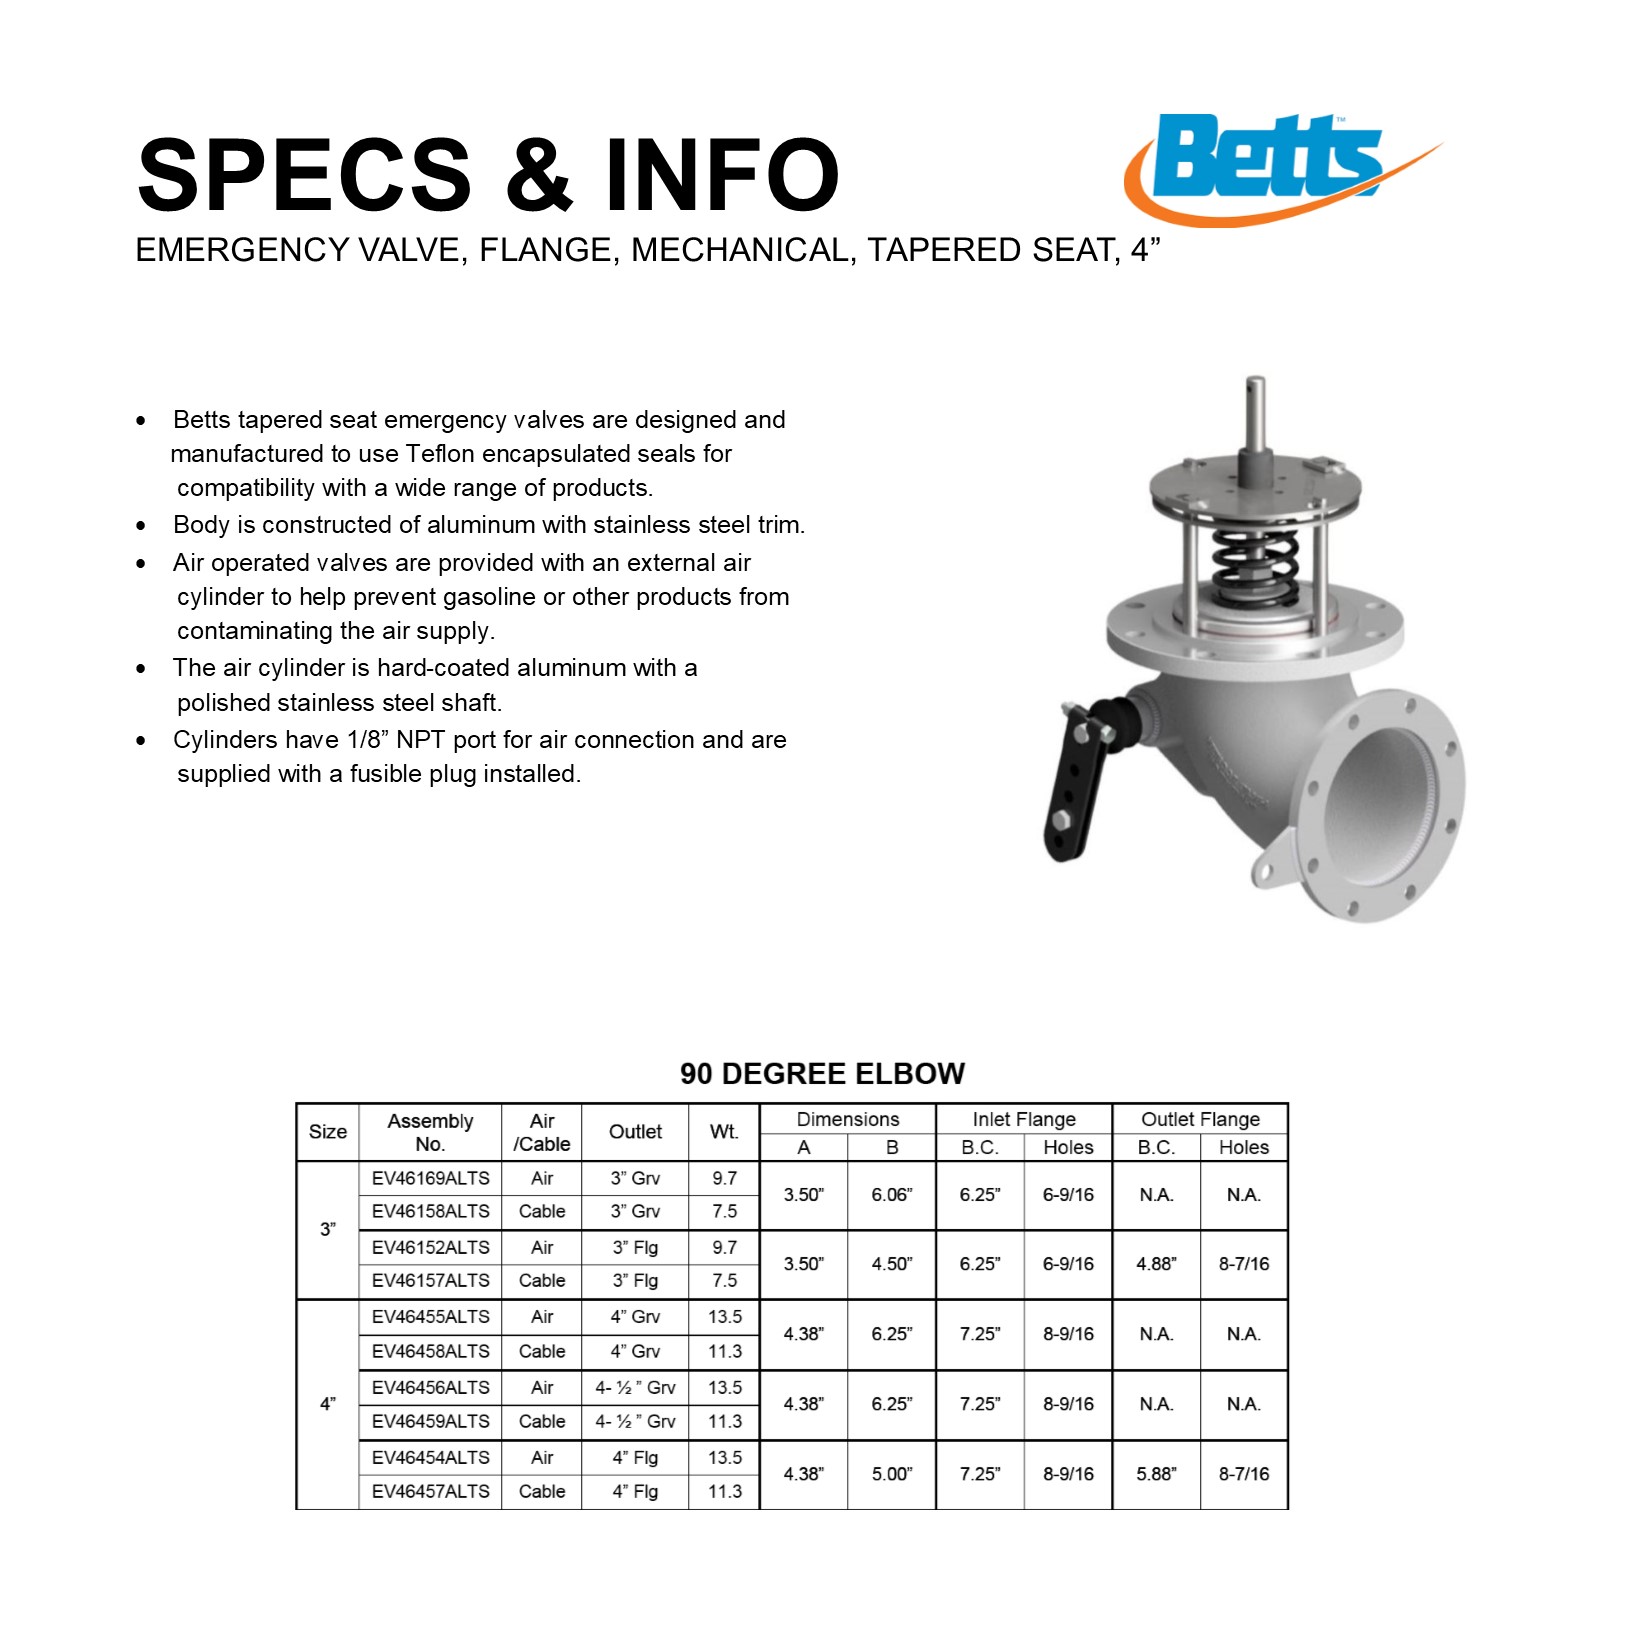 Betts™
SPECS & INFO
EMERGENCY VALVE, FLANGE, MECHANICAL, TAPERED SEAT, 4”
• Betts tapered seat emergency valves are designed and
manufactured to use Teflon encapsulated seals for
compatibility with a wide range of products.
• Body is constructed of aluminum with stainless steel trim.
• Air operated valves are provided with an external air
cylinder to help prevent gasoline or other products from
contaminating the air supply.
• The air cylinder is hard-coated aluminum with a
polished stainless steel shaft.
• Cylinders have 1/8” NPT port for air connection and are
supplied with a fusible plug installed.
90 DEGREE ELBOW
Size Assembly No. Air /Cable Outlet Wt. Dimensions Inlet Flange Outlet Flange
A B B.C. Holes B.C. Holes
3”
EV46169ALTS Air 3” Grv 9.7 3.50” 6.06” 6.25” 6-9/16 N.A. N.A.
EV46158ALTS Cable 3” Grv 7.5
EV46152ALTS Air 3” Flg 9.7 3.50” 4.50” 6.25” 6-9/16 4.88” 8-7/16
EV46157ALTS Cable 3” Flg 7.5
4”
EV46455ALTS Air 4” Grv 13.5 4.38” 6.25” 7.25” 8-9/16 N.A. N.A.
EV46458ALTS Cable 4” Grv 11.3
EV46456ALTS Air 4- ½ ” Grv 13.5 4.38” 6.25” 7.25” 8-9/16 N.A. N.A.
EV46459ALTS Cable 4- ½ ” Grv 11.3
EV46454ALTS Air 4” Flg 13.5 4.38” 5.00” 7.25” 8-9/16 5.88” 8-7/16
EV46457ALTS Cable 4” Flg 11.3